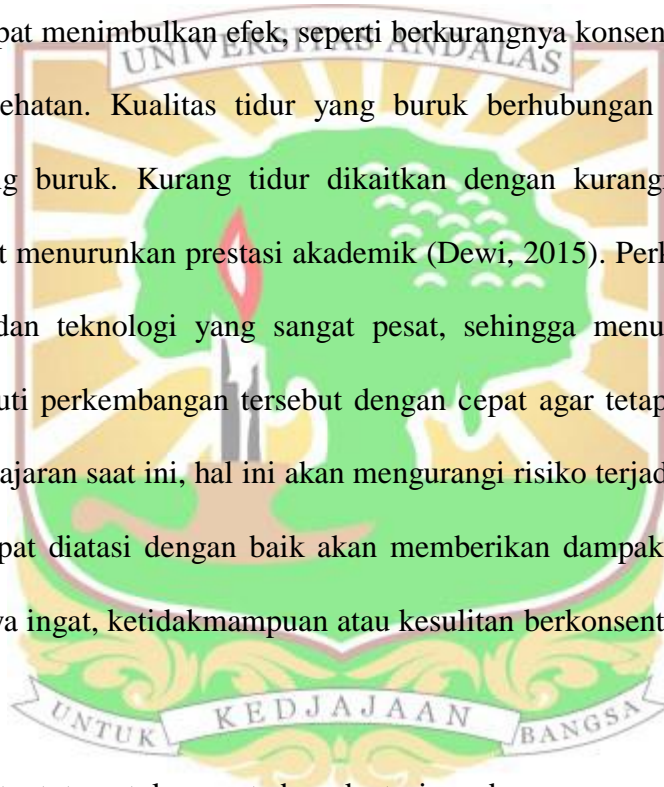 pat menimbulkan efek, seperti berkurangnya konsen
UNIVERSITAS ANDALAS
sehatan. Kualitas tidur yang buruk berhubungan
ng buruk. Kurang tidur dikaitkan dengan kurangn
t menurunkan prestasi akademik (Dewi, 2015). Perk
dan teknologi yang sangat pesat, sehingga menu
uti perkembangan tersebut dengan cepat agar tetap
ajaran saat ini, hal ini akan mengurangi risiko terjad
pat diatasi dengan baik akan memberikan dampak
ya ingat, ketidakmampuan atau kesulitan berkonsent
UNTUK KEDJAJAAN BANGSA